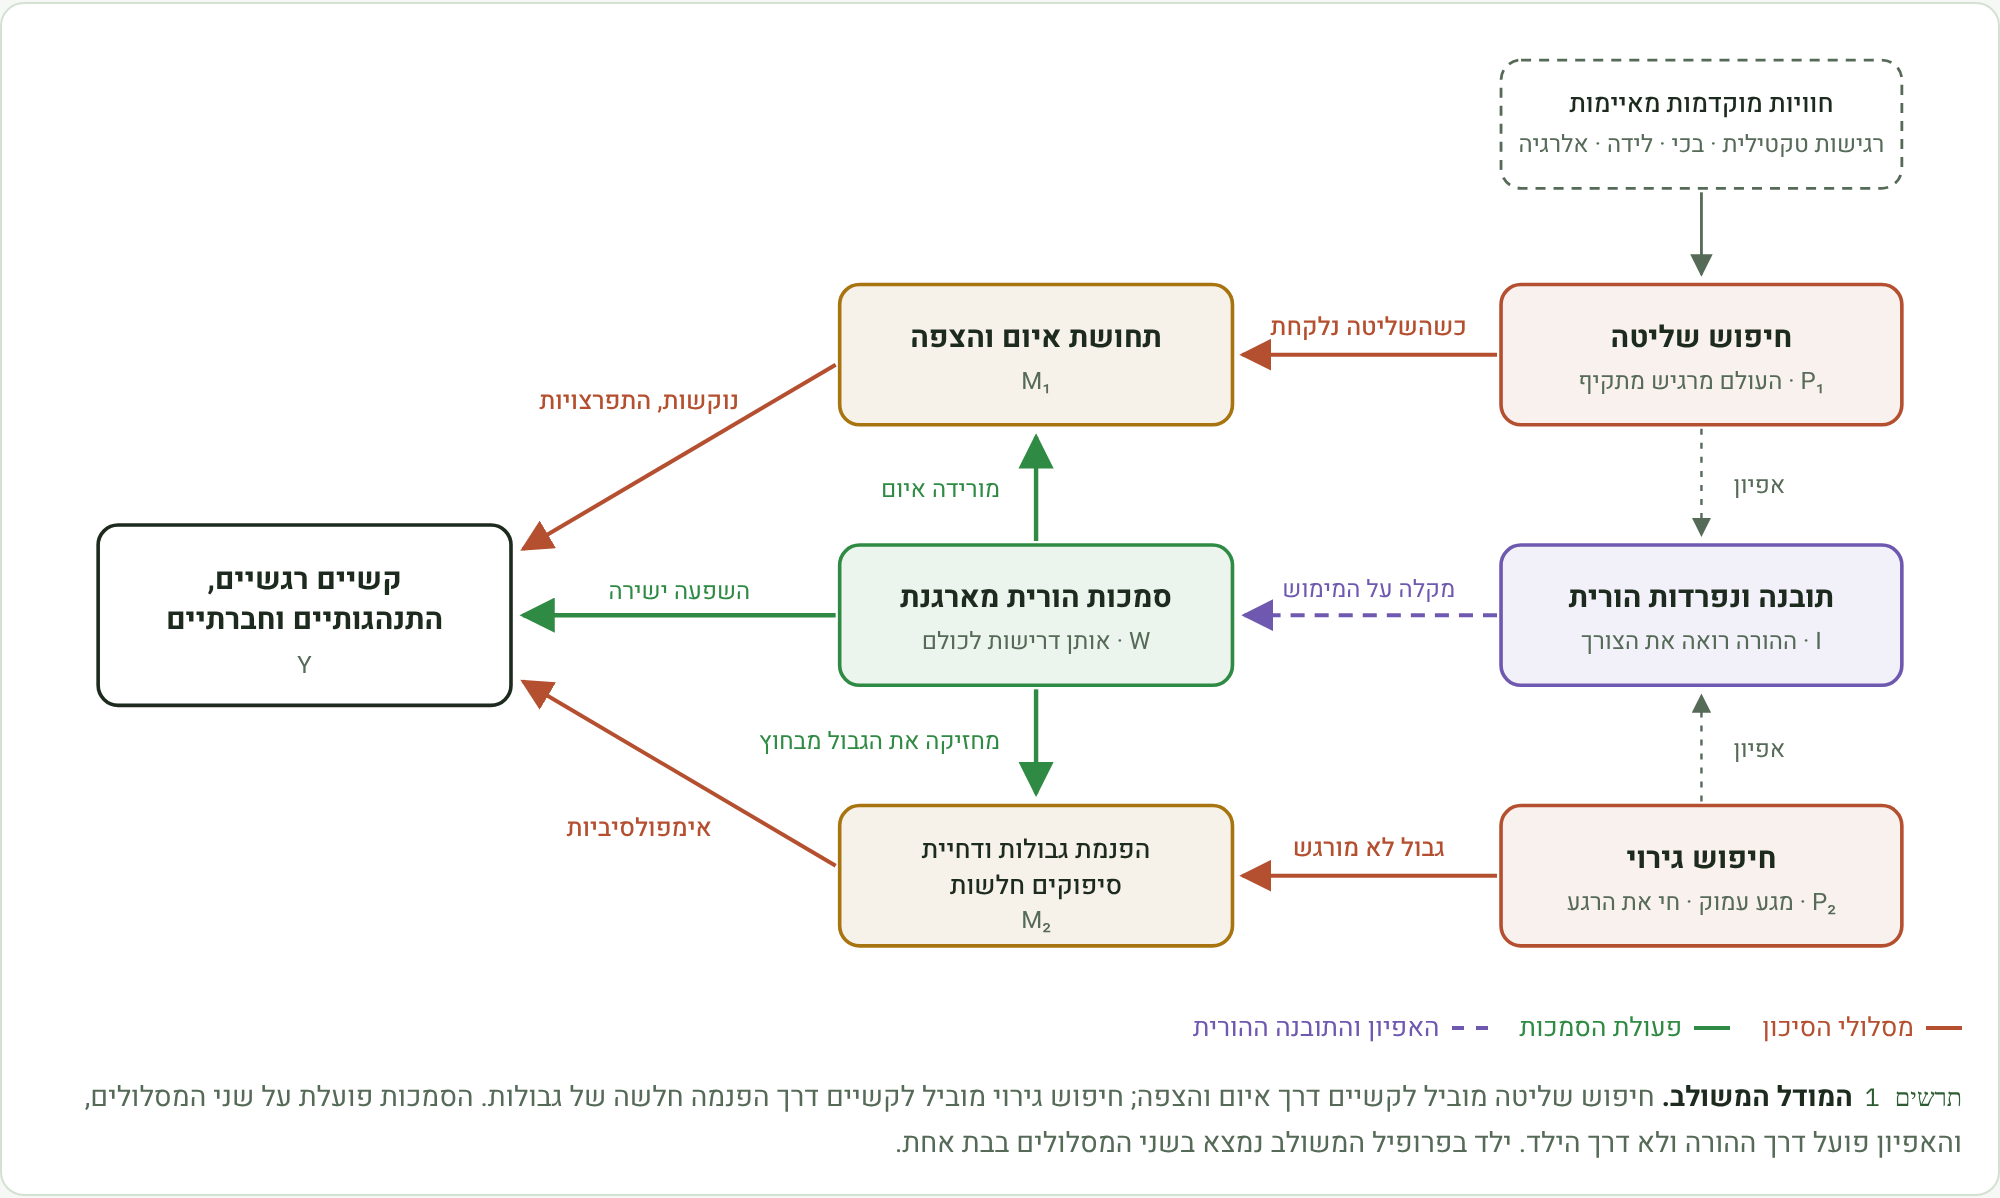 חוויות מוקדמות מאיימות
רגישות טקטילית · בכי · לידה · אלרגיה
חיפוש שליטה
P₁ · העולם מרגיש מתקיף
כשהשליטה נלקחת
תחושת איום והצפה
M₁
נוקשות, התפרצויות
אפיון
מורידה איום
תובנה ונפרדות הורית
I · ההורה רואה את הצורך
מקלה על המימוש
סמכות הורית מארגנת
W · אותן דרישות לכולם
השפעה ישירה
קשיים רגשיים,
התנהגותיים וחברתיים
Y
אפיון
מחזיקה את הגבול מבחוץ
חיפוש גירוי
P₂ · מגע עמוק · חי את הרגע
גבול לא מורגש
הפנמת גבולות ודחיית
סיפוקים חלשות
M₂
אימפולסיביות
מסלולי הסיכון
פעולת הסמכות
האפיון והתובנה ההורית
תרשים 1 המודל המשולב. חיפוש שליטה מוביל לקשיים דרך איום והצפה; חיפוש גירוי מוביל לקשיים דרך הפנמה חלשה של גבולות. הסמכות פועלת על שני המסלולים,
והאפיון פועל דרך ההורה ולא דרך הילד. ילד בפרופיל המשולב נמצא בשני המסלולים בבת אחת.